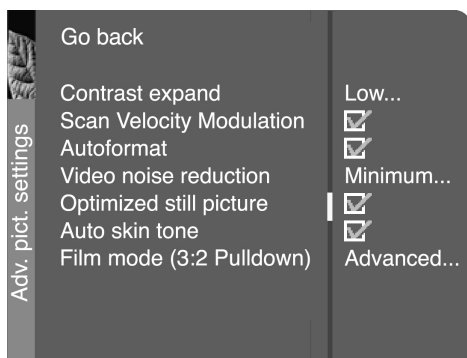 Adv. pict. settings
Go back
Contrast expand Low...
Scan Velocity Modulation
Autoformat
Video noise reduction Minimum...
Optimized still picture
Auto skin tone
Film mode (3:2 Pulldown) Advanced...